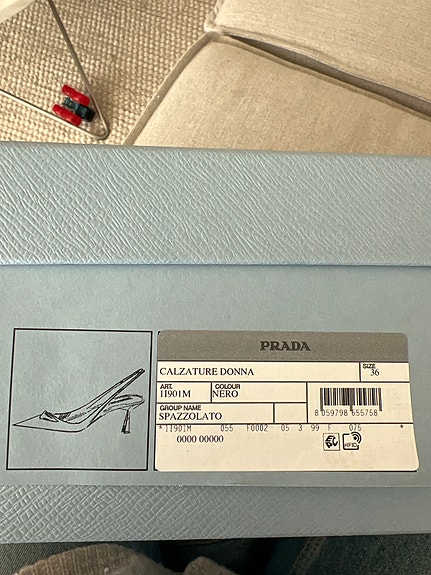 PRADA
CALZATURE DONNA
SIZE
36
ART.
1I901M
COLOUR
NERO
GROUP NAME
SPAZZOLATO
8 059798 655758
*1I901M 055 F0002 05 3 99 F 075 *
0000 00000
RFID